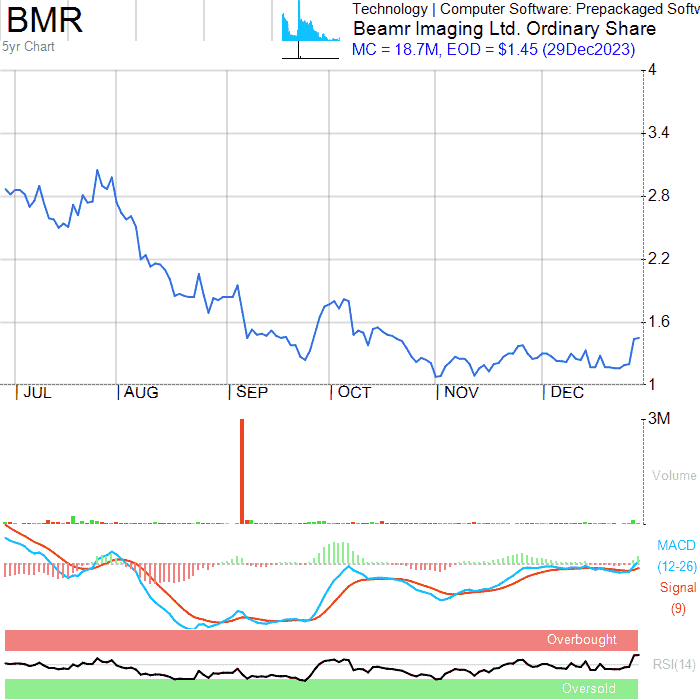 BMR
5yr Chart
Technology | Computer Software: Prepackaged Softw
Beamr Imaging Ltd. Ordinary Share
MC = 18.7M, EOD = $1.45 (29Dec2023)
4
3.4
2.8
2.2
1.6
1
JUL AUG SEP OCT NOV DEC
3M
Volume
MACD
(12-26)
Signal
(9)
Overbought
RSI(14)
Oversold